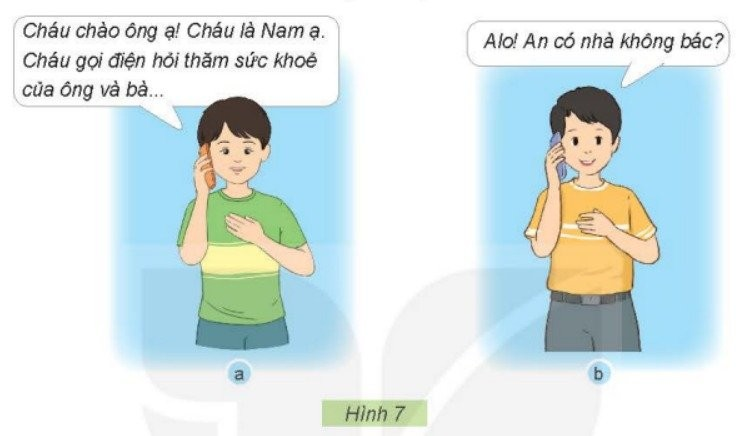 Cháu chào ông ạ! Cháu là Nam ạ.
Cháu gọi điện hỏi thăm sức khoẻ
của ông và bà...
Alo! An có nhà không bác?
a
b
Hình 7